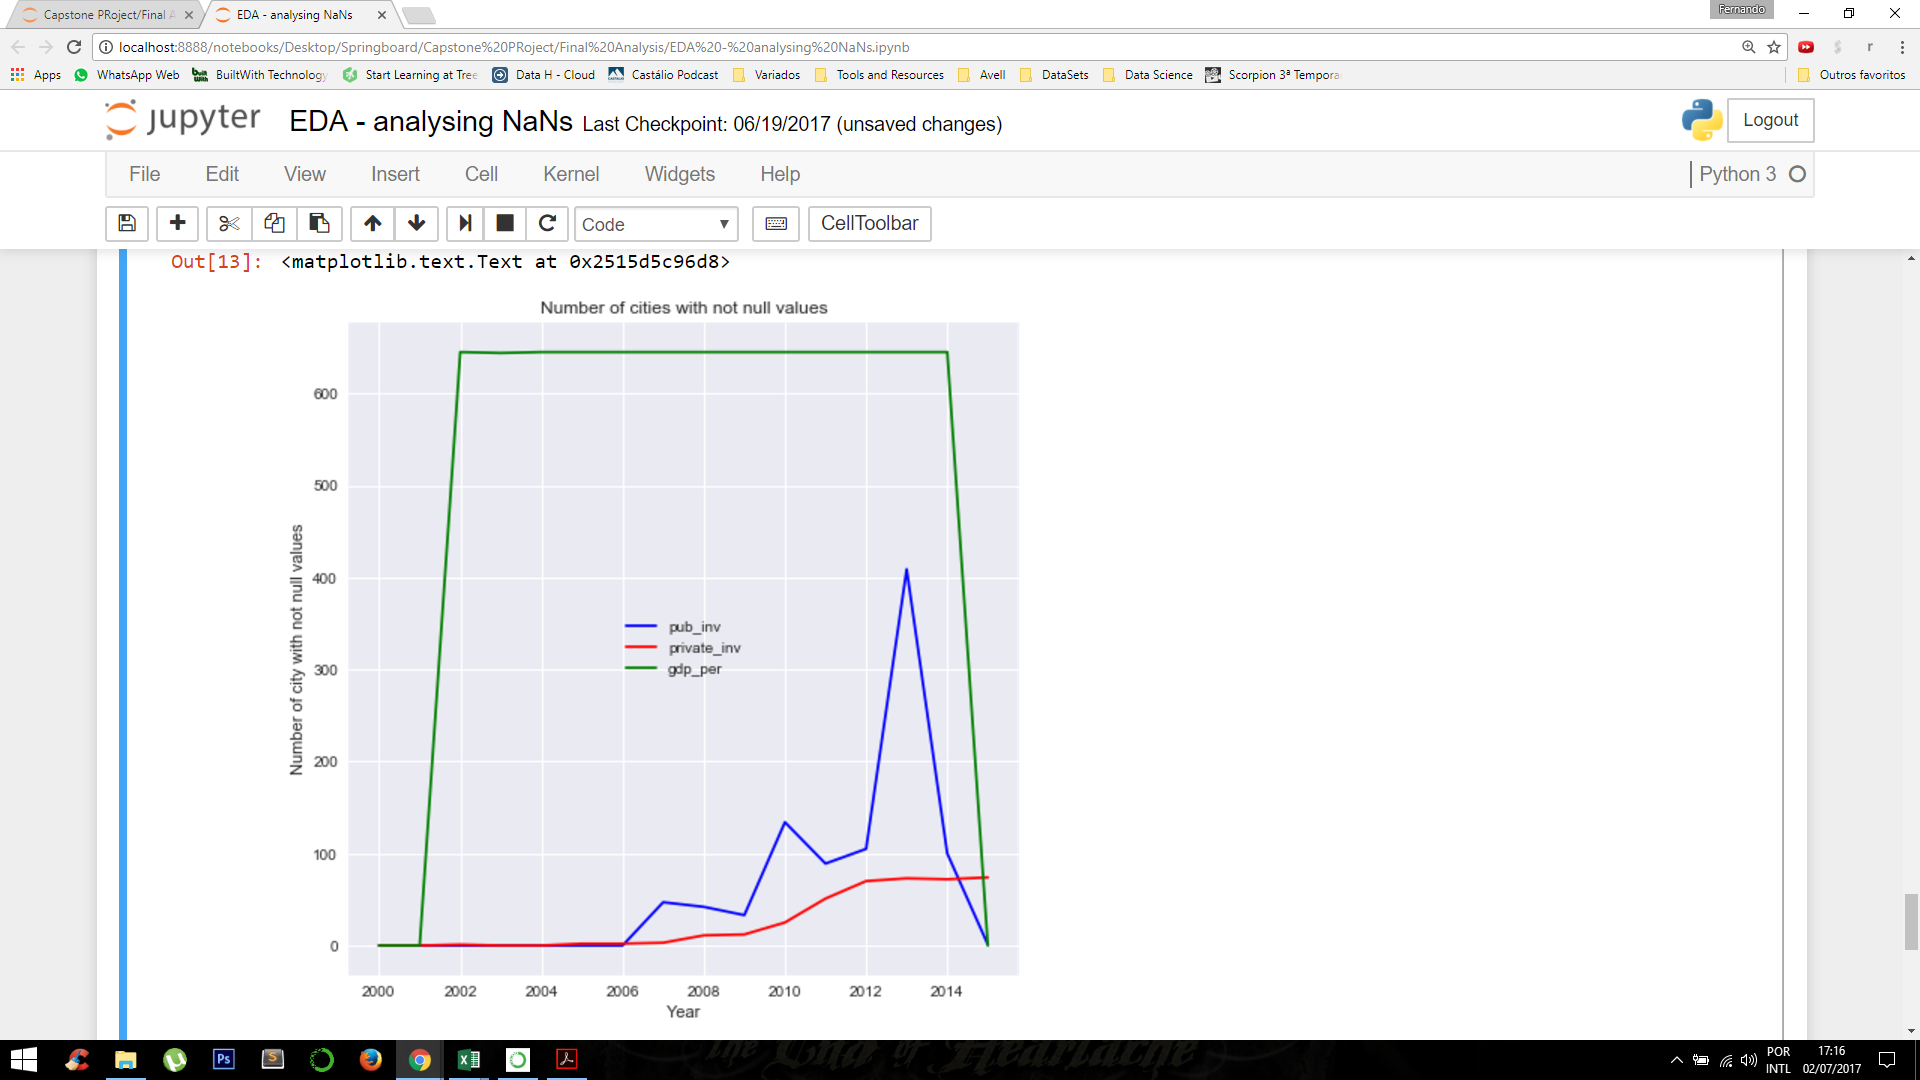 Capstone PRoject/Final A
EDA - analysing NaNs
Fernando
localhost:8888/notebooks/Desktop/Springboard/Capstone%20PRoject/Final%20Analysis/EDA%20-%20analysing%20NaNs.ipynb
r
Apps WhatsApp Web BuiltWith Technology Start Learning at Tree Data H - Cloud Castálio Podcast Variados Tools and Resources Avell DataSets Data Science Scorpion 3ª Tempora Outros favoritos
jupyter EDA - analysing NaNs Last Checkpoint: 06/19/2017 (unsaved changes)
Logout
File Edit View Insert Cell Kernel Widgets Help
Python 3
Code
CellToolbar
Out[13]: <matplotlib.text.Text at 0x2515d5c96d8>
Number of cities with not null values
Number of city with not null values
600
500
400
300
200
100
0
pub_inv
private_inv
gdp_per
2000 2002 2004 2006 2008 2010 2012 2014
Year
The End of Heartache
Ps
S
POR
INTL
17:16
02/07/2017